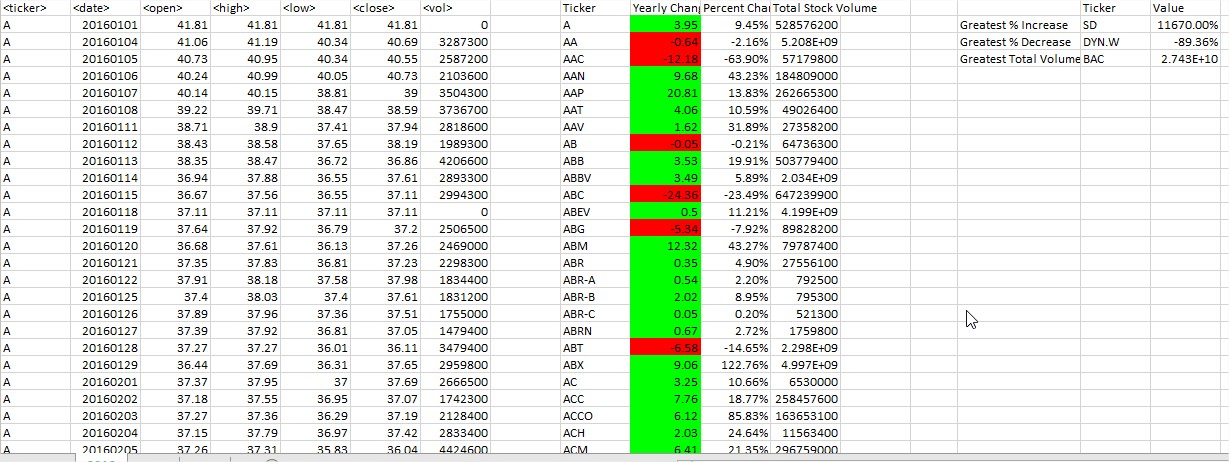 <ticker> <date> <open> <high> <low> <close> <vol> Ticker Yearly Chang Percent Char Total Stock Volume Ticker Value
A 20160101 41.81 41.81 41.81 41.81 0 A 3.95 9.45% 528576200 Greatest % Increase SD 11670.00%
A 20160104 41.06 41.19 40.34 40.69 3287300 AA -0.64 -2.16% 5.208E+09 Greatest % Decrease DYN.W -89.36%
A 20160105 40.73 40.95 40.34 40.55 2587200 AAC -12.18 -63.90% 57179800 Greatest Total Volume BAC 2.743E+10
A 20160106 40.24 40.99 40.05 40.73 2103600 AAN 9.68 43.23% 184809000
A 20160107 40.14 40.15 38.81 39 3504300 AAP 20.81 13.83% 262665300
A 20160108 39.22 39.71 38.47 38.59 3736700 AAT 4.06 10.59% 49026400
A 20160111 38.71 38.9 37.41 37.94 2818600 AAV 1.62 31.89% 27358200
A 20160112 38.43 38.58 37.65 38.19 1989300 AB -0.05 -0.21% 64736300
A 20160113 38.35 38.47 36.72 36.86 4206600 ABB 3.53 19.91% 503779400
A 20160114 36.94 37.88 36.55 37.61 2893300 ABBV 3.49 5.89% 2.034E+09
A 20160115 36.67 37.56 36.55 37.11 2994300 ABC -24.36 -23.49% 647239900
A 20160118 37.11 37.11 37.11 37.11 0 ABEV 0.5 11.21% 4.199E+09
A 20160119 37.64 37.92 36.79 37.2 2506500 ABG -5.34 -7.92% 89828200
A 20160120 36.68 37.61 36.13 37.26 2469000 ABM 12.32 43.27% 79787400
A 20160121 37.35 37.83 36.81 37.23 2298300 ABR 0.35 4.90% 27556100
A 20160122 37.91 38.18 37.58 37.98 1834400 ABR-A 0.54 2.20% 792500
A 20160125 37.4 38.03 37.4 37.61 1831200 ABR-B 2.02 8.95% 795300
A 20160126 37.89 37.96 37.36 37.51 1755000 ABR-C 0.05 0.20% 521300
A 20160127 37.39 37.92 36.81 37.05 1479400 ABRN 0.67 2.72% 1759800
A 20160128 37.27 37.27 36.01 36.11 3479400 ABT -6.58 -14.65% 2.298E+09
A 20160129 36.44 37.69 36.31 37.65 2959800 ABX 9.06 122.76% 4.997E+09
A 20160201 37.37 37.95 37 37.69 2666500 AC 3.25 10.66% 6530000
A 20160202 37.18 37.55 36.95 37.07 1742300 ACC 7.76 18.77% 258457600
A 20160203 37.27 37.36 36.29 37.19 2128400 ACCO 6.12 85.83% 163653100
A 20160204 37.15 37.79 36.97 37.42 2833400 ACH 2.03 24.64% 11563400
A 20160205 37.26 37.31 35.83 36.04 4424600 ACM 6.41 21.35% 296759000